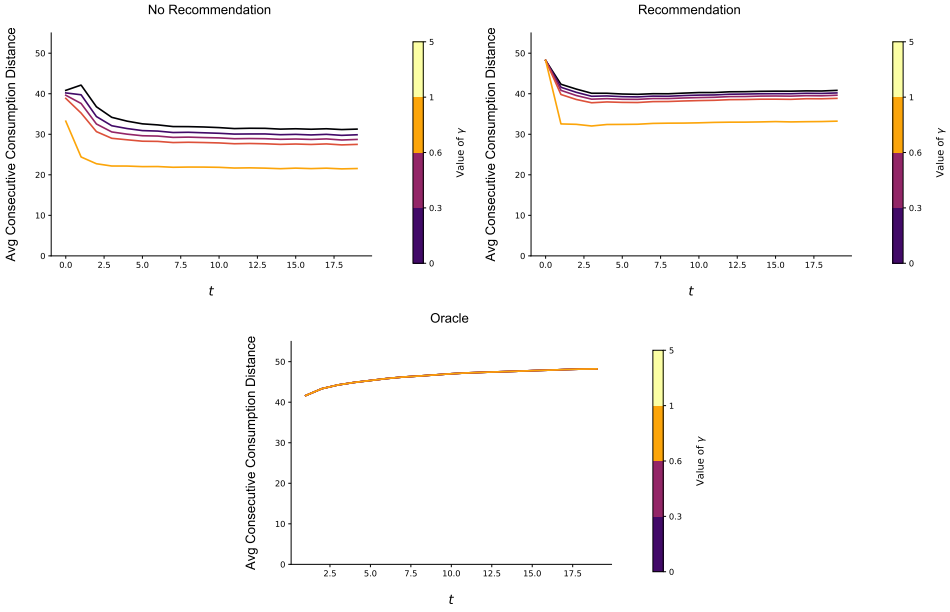 No Recommendation
Avg Consecutive Consumption Distance
50
40
30
20
10
0
0.0 2.5 5.0 7.5 10.0 12.5 15.0 17.5
t
5
1
0.6
0.3
0
Value of γ
Recommendation
Avg Consecutive Consumption Distance
50
40
30
20
10
0
0.0 2.5 5.0 7.5 10.0 12.5 15.0 17.5
t
5
1
0.6
0.3
0
Value of γ
Oracle
Avg Consecutive Consumption Distance
50
40
30
20
10
0
2.5 5.0 7.5 10.0 12.5 15.0 17.5
t
5
1
0.6
0.3
0
Value of γ